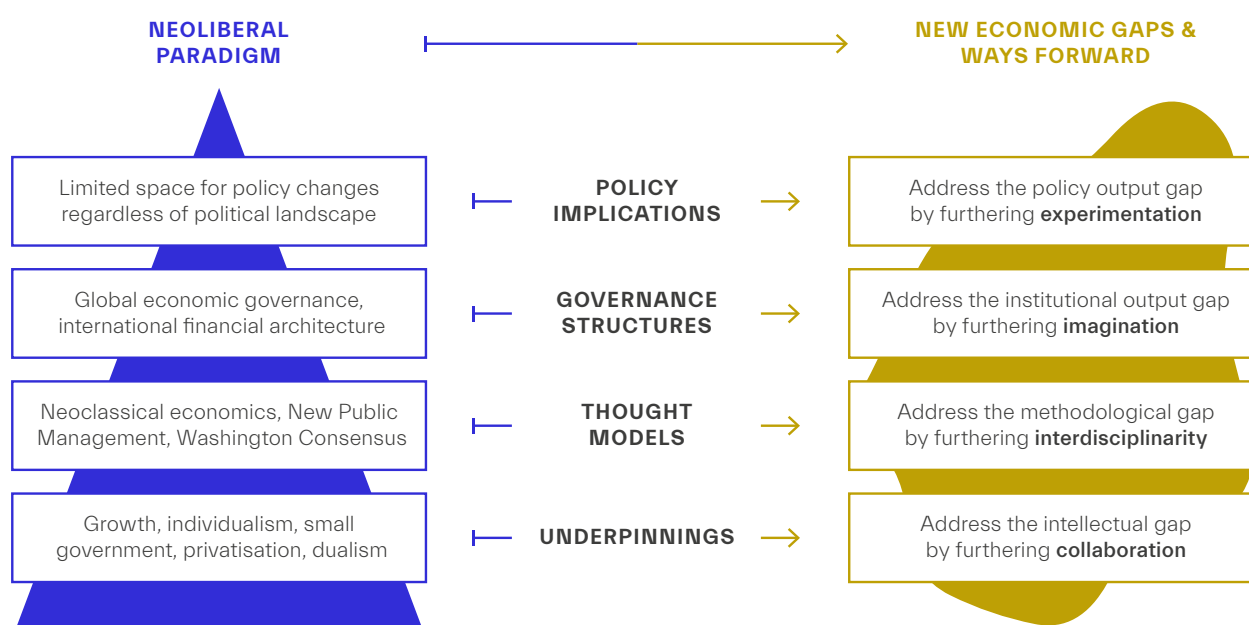 NEOLIBERAL
PARADIGM
NEW ECONOMIC GAPS &
WAYS FORWARD
Limited space for policy changes
regardless of political landscape
POLICY
IMPLICATIONS
Address the policy output gap
by furthering experimentation
Global economic governance,
international financial architecture
GOVERNANCE
STRUCTURES
Address the institutional output gap
by furthering imagination
Neoclassical economics, New Public
Management, Washington Consensus
THOUGHT
MODELS
Address the methodological gap
by furthering interdisciplinarity
Growth, individualism, small
government, privatisation, dualism
UNDERPINNINGS
Address the intellectual gap
by furthering collaboration